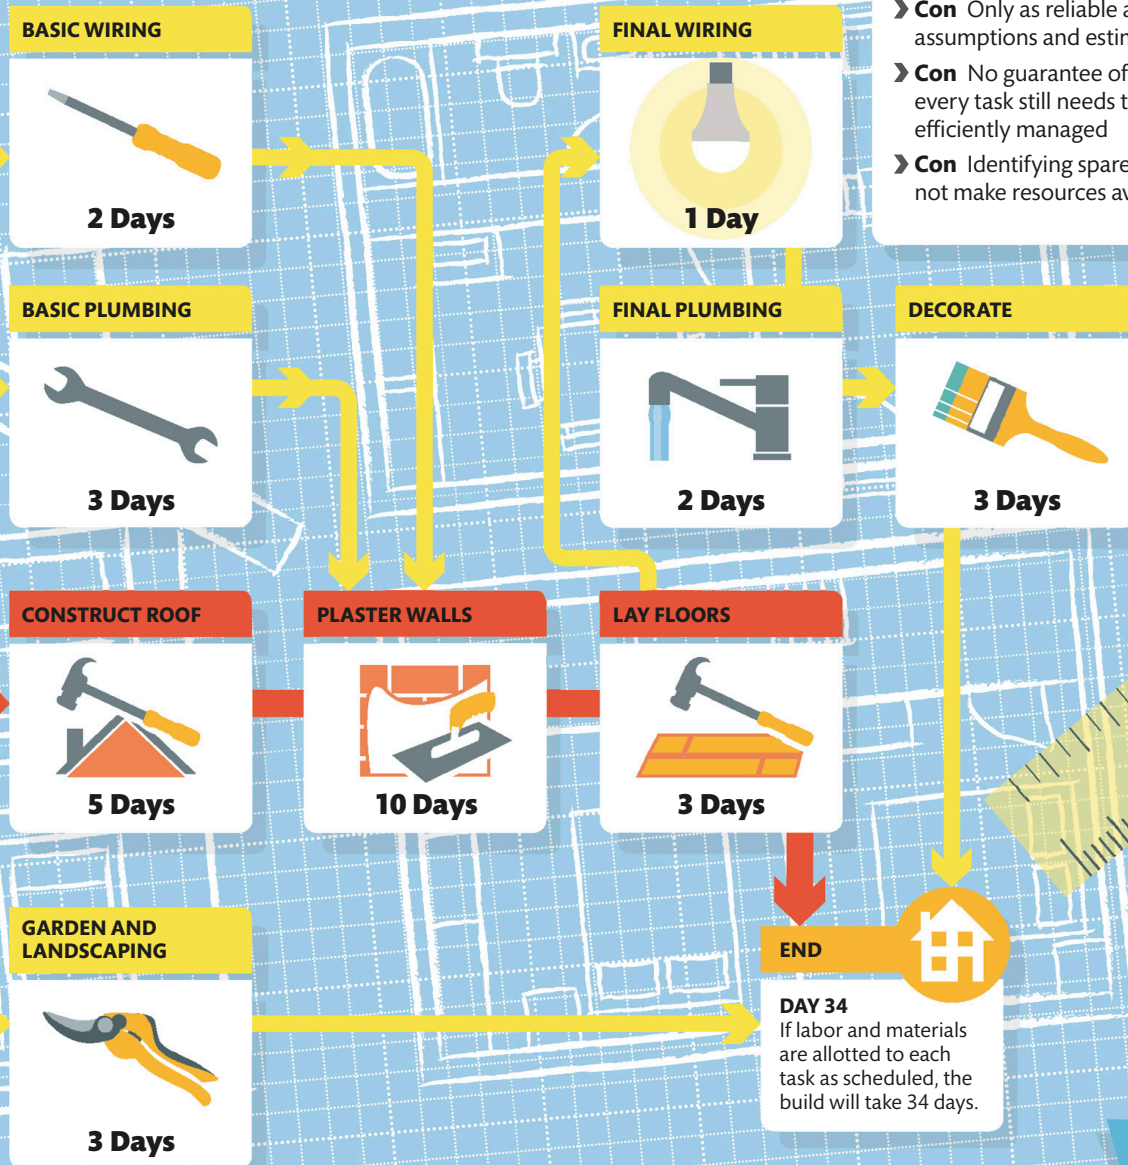 BASIC WIRING
2 Days
FINAL WIRING
1 Day
Con Only as reliable
assumptions and
Con No guarantee of
every task still needs
efficiently managed
Con Identifying spare
not make resources
BASIC PLUMBING
3 Days
FINAL PLUMBING
2 Days
DECORATE
3 Days
CONSTRUCT ROOF
5 Days
PLASTER WALLS
10 Days
LAY FLOORS
3 Days
GARDEN AND
LANDSCAPING
3 Days
END
DAY 34
If labor and materials
are allotted to each
task as scheduled, the
build will take 34 days.